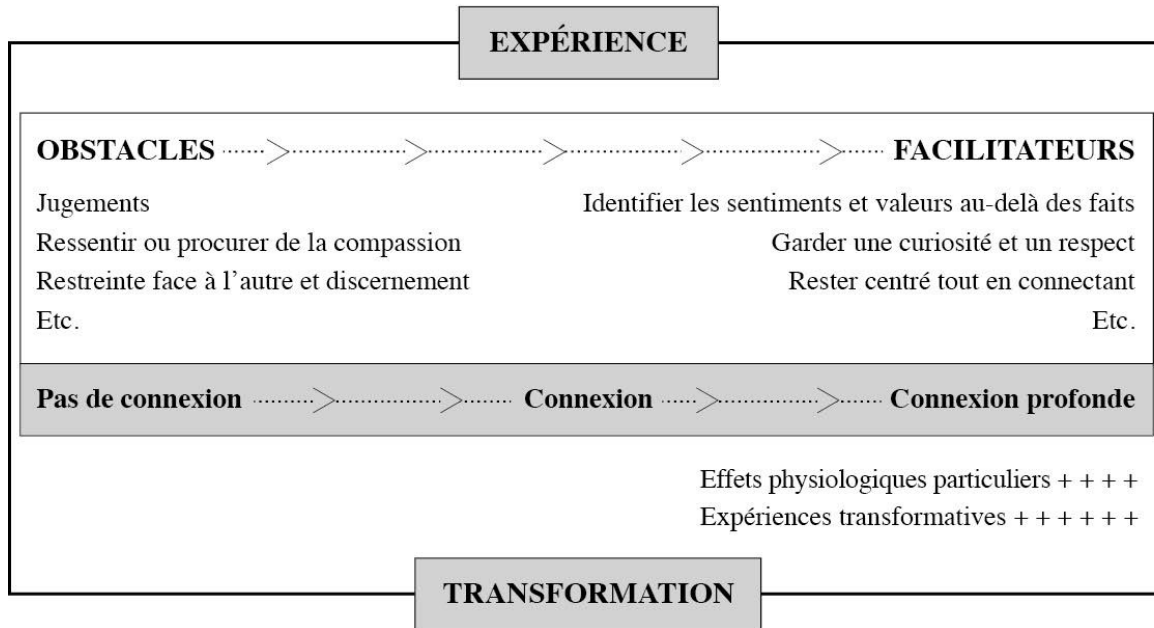 EXPÉRIENCE
OBSTACLES FACILITATEURS
Jugements Identifier les sentiments et valeurs au-delà des faits
Ressentir ou procurer de la compassion Garder une curiosité et un respect
Restreinte face à l’autre et discernement Rester centré tout en connectant
Etc. Etc.
Pas de connexion Connexion Connexion profonde
Effets physiologiques particuliers + + + +
Expériences transformatives + + + + + +
TRANSFORMATION